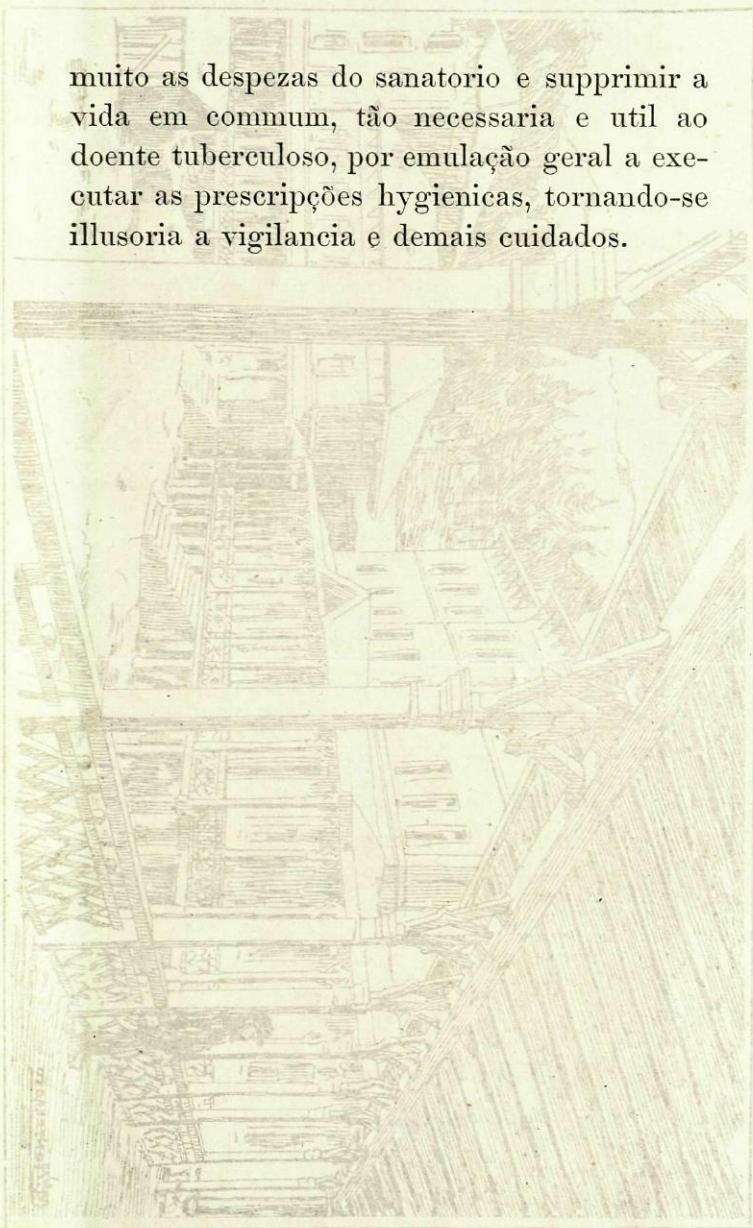 muito as despezas do sanatorio e supprimir a
vida em commum, tão necessaria e util ao
doente tuberculoso, por emulação geral a exe-
cutar as prescripções hygienicas, tornando-se
illusoria a vigilancia e demais cuidados.